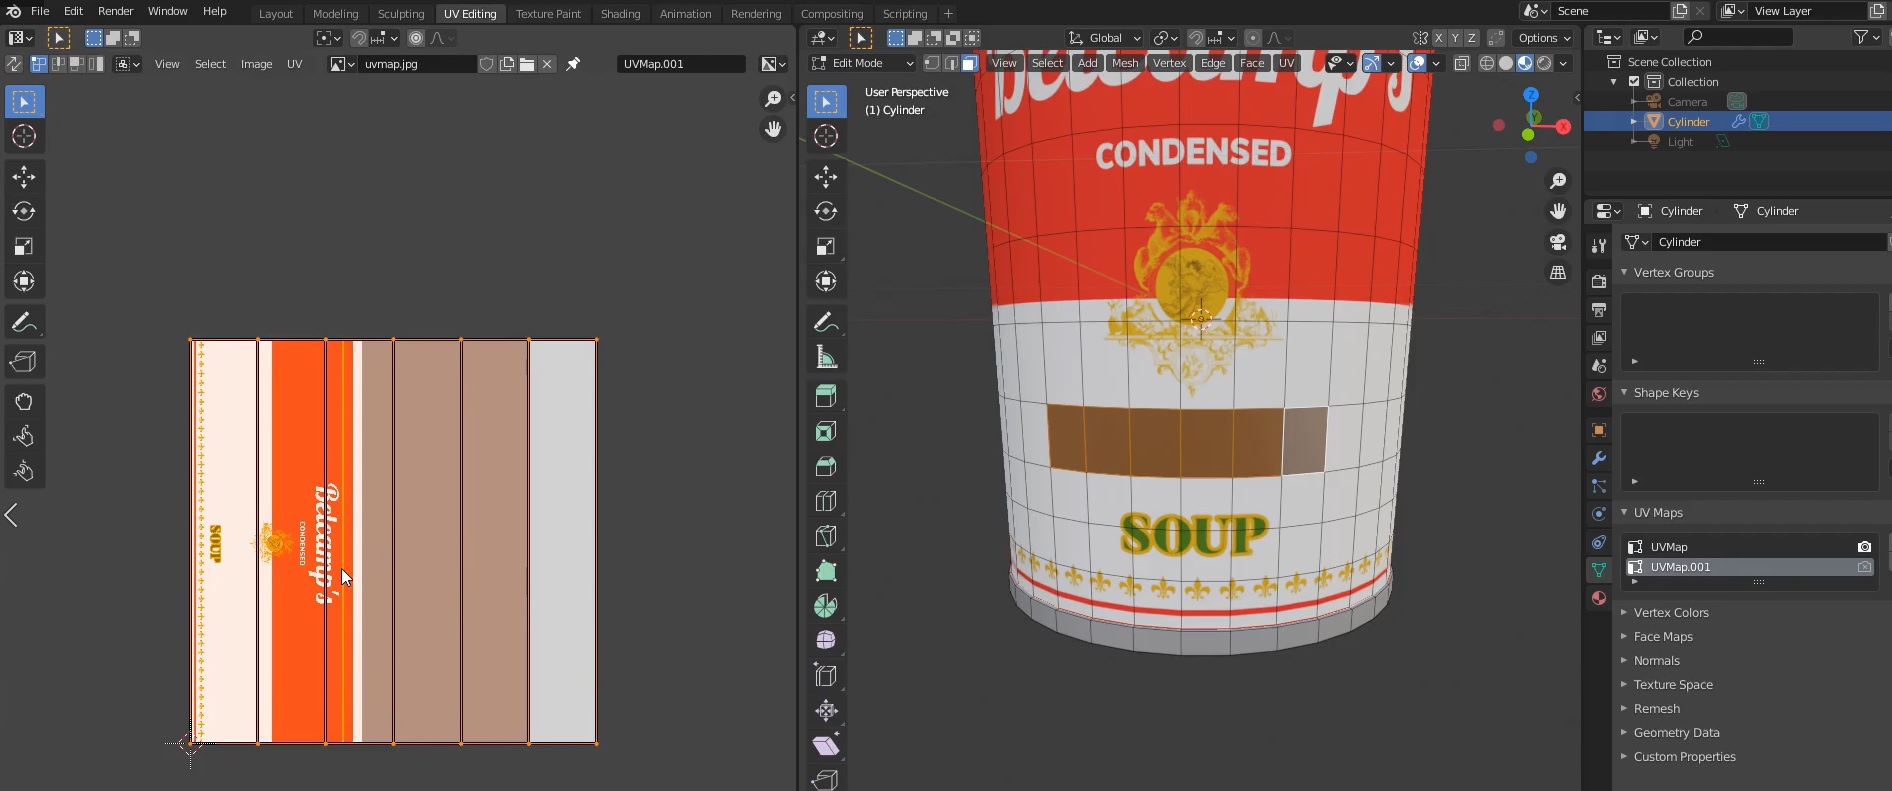 File Edit Render Window Help
Layout Modeling Sculpting UV Editing Texture Paint Shading Animation Rendering Compositing Scripting +
Scene View Layer
Global X Y Z Options
View Select Image UV uvmap.jpg UVMap.001
Edit Mode View Select Add Mesh Vertex Edge Face UV
User Perspective
(1) Cylinder
Z
X
Y
CONDENSED
SOUP
SOUP
CONDENSED
Belcamp's
Scene Collection
Collection
Camera
Cylinder
Light
Cylinder Cylinder
Cylinder
Vertex Groups
Shape Keys
UV Maps
UVMap
UVMap.001
Vertex Colors
Face Maps
Normals
Texture Space
Remesh
Geometry Data
Custom Properties